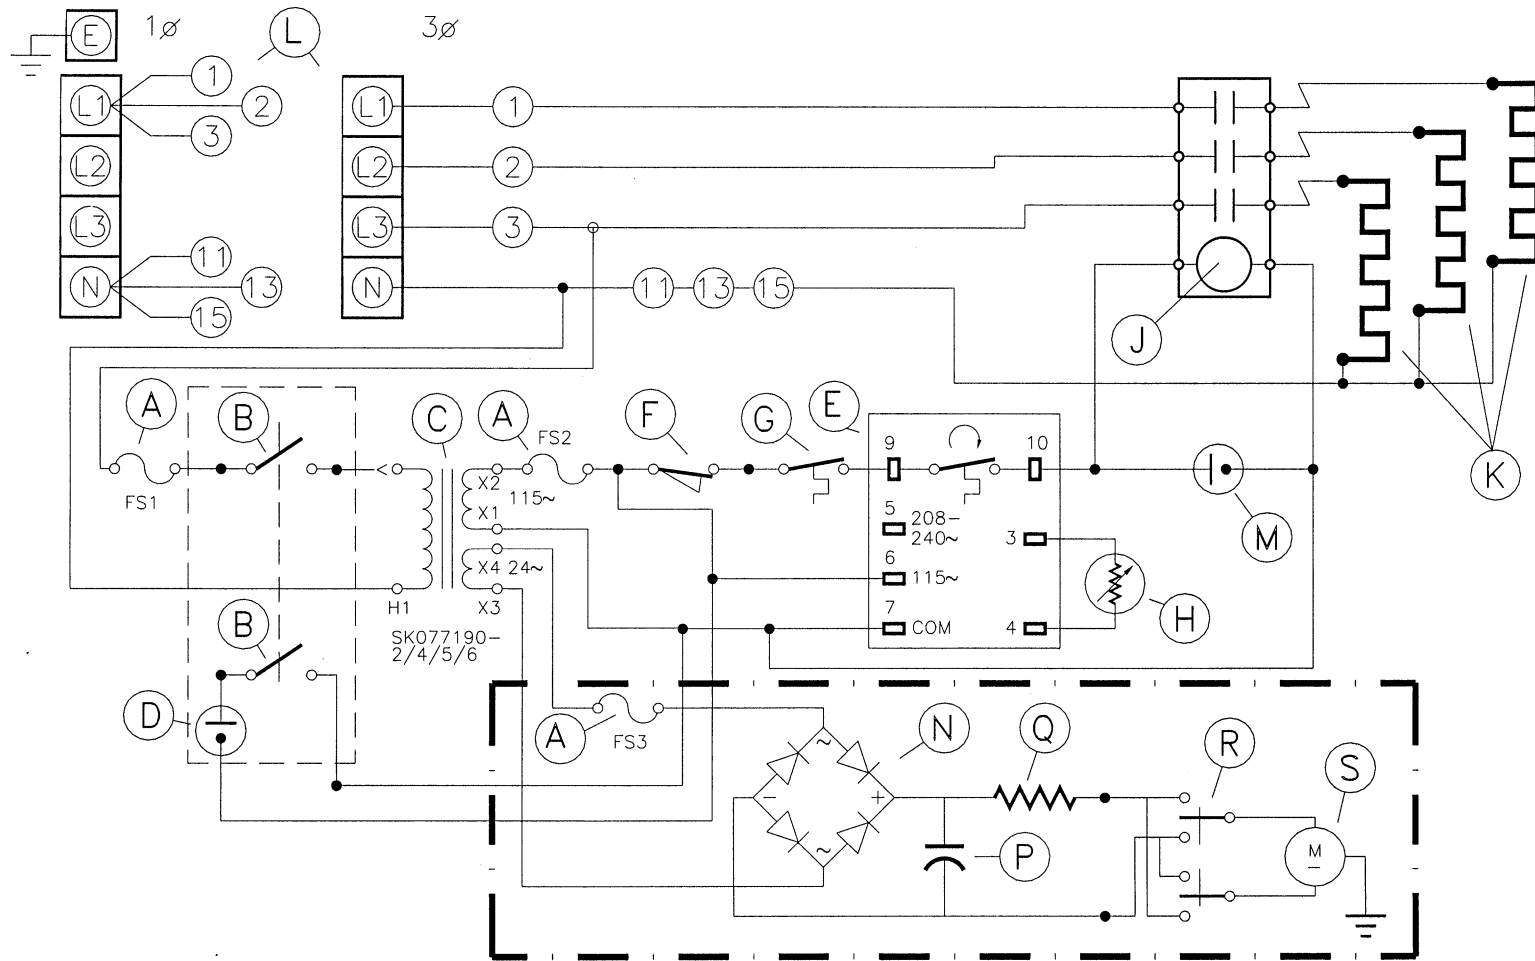 E 1ø L 3ø
1
L1 2 L1 1
3
L2 L2 2
L3 L3 3
11
N 13 N 11 13 15
15
J
A B C A FS2 F G E K
9 10
FS1 X2 115~ M
X1 5 208-
240~ 3
6
X4 24~ 115~
H1 X3 7 H
B COM 4
SK077190-
2/4/5/6
D A FS3 ~ N Q R S
- +
~ P M